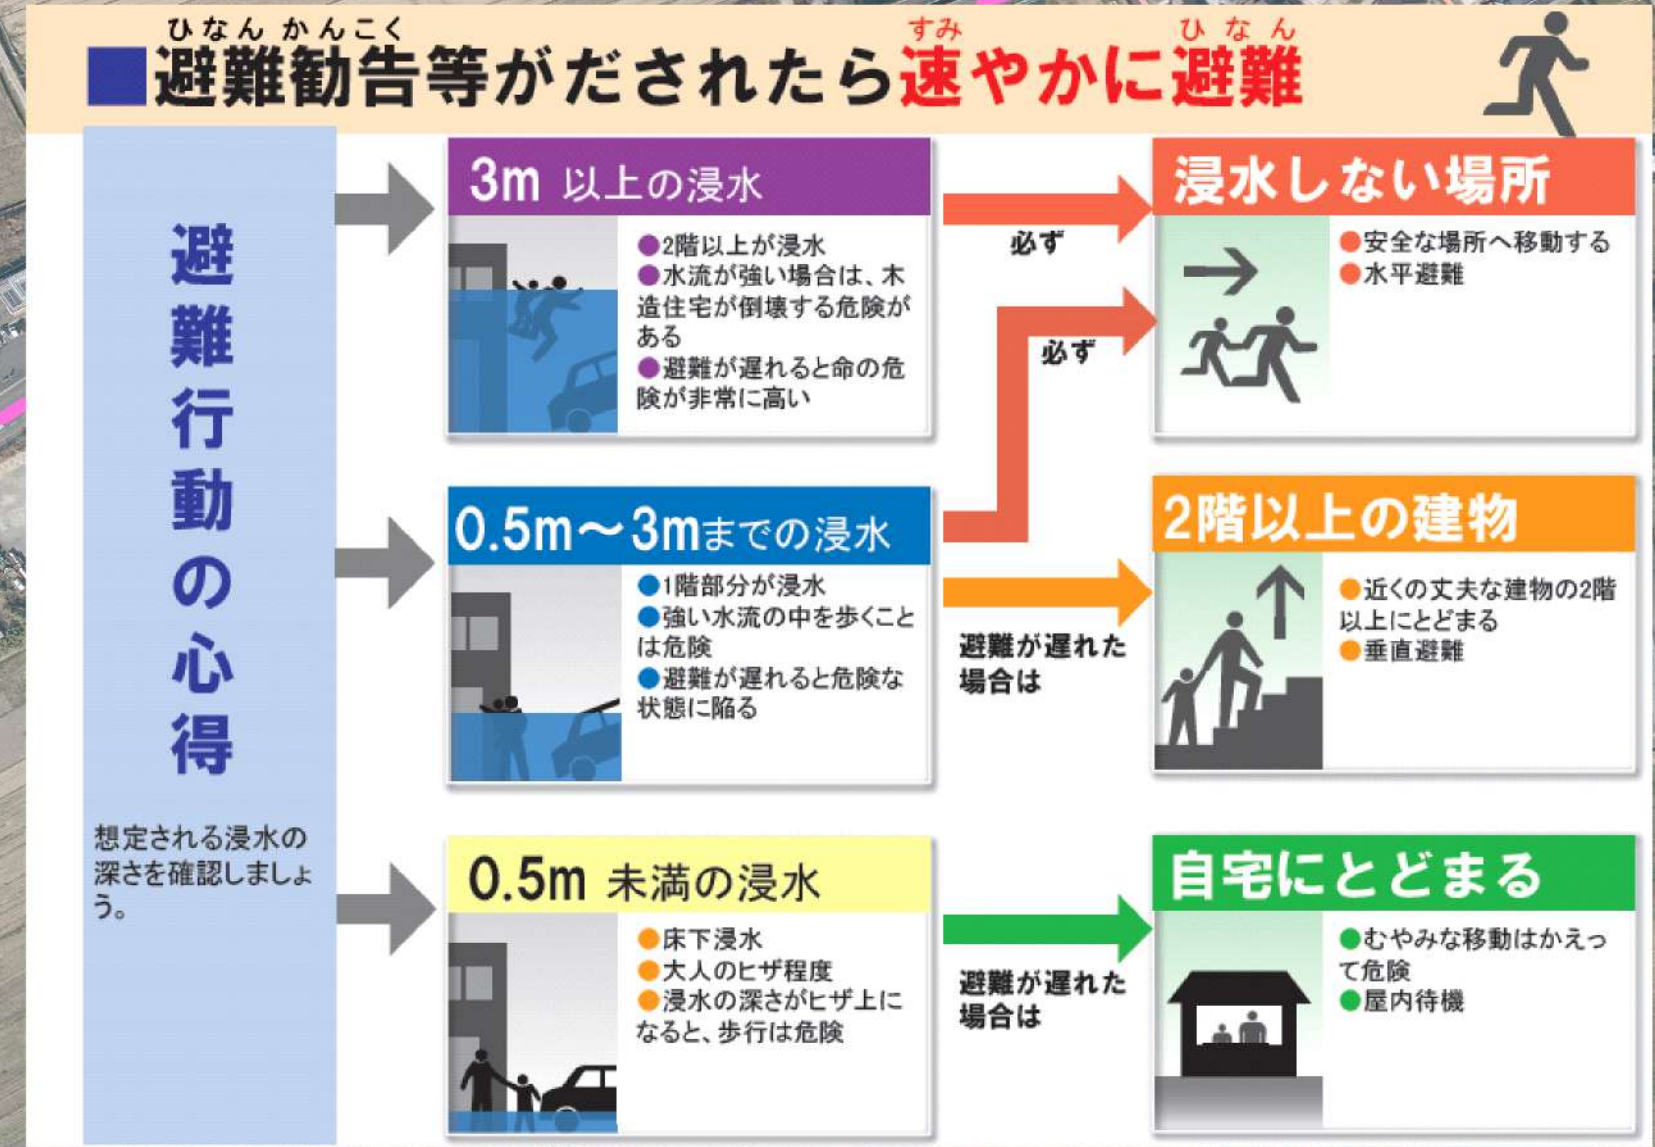 ひなんかんこく すみ ひなん
■避難勧告等がだされたら速やかに避難
避難行動の心得
想定される浸水の
深さを確認しましょ
う。
3m 以上の浸水
●2階以上が浸水
●水流が強い場合は、木
造住宅が倒壊する危険が
ある
●避難が遅れると命の危
険が非常に高い
必ず
浸水しない場所
●安全な場所へ移動する
●水平避難
0.5m～3mまでの浸水
●1階部分が浸水
●強い水流の中を歩くこと
は危険
●避難が遅れると危険な
状態に陥る
必ず
避難が遅れた
場合は
2階以上の建物
●近くの丈夫な建物の2階
以上にとどまる
●垂直避難
0.5m 未満の浸水
●床下浸水
●大人のヒザ程度
●浸水の深さがヒザ上に
なると、歩行は危険
避難が遅れた
場合は
自宅にとどまる
●むやみな移動はかえっ
て危険
●屋内待機